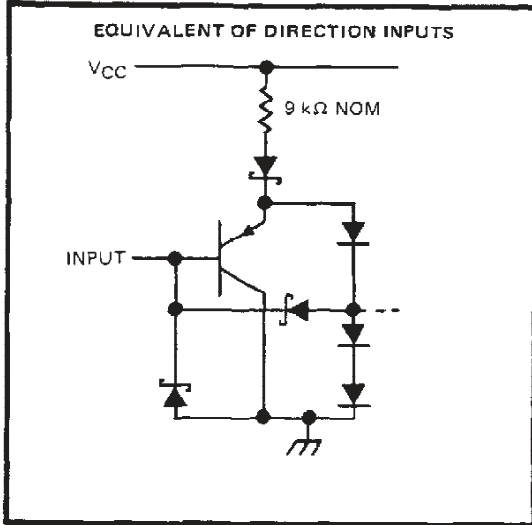 EQUIVALENT OF DIRECTION INPUTS
VCC
9 kΩ NOM
INPUT